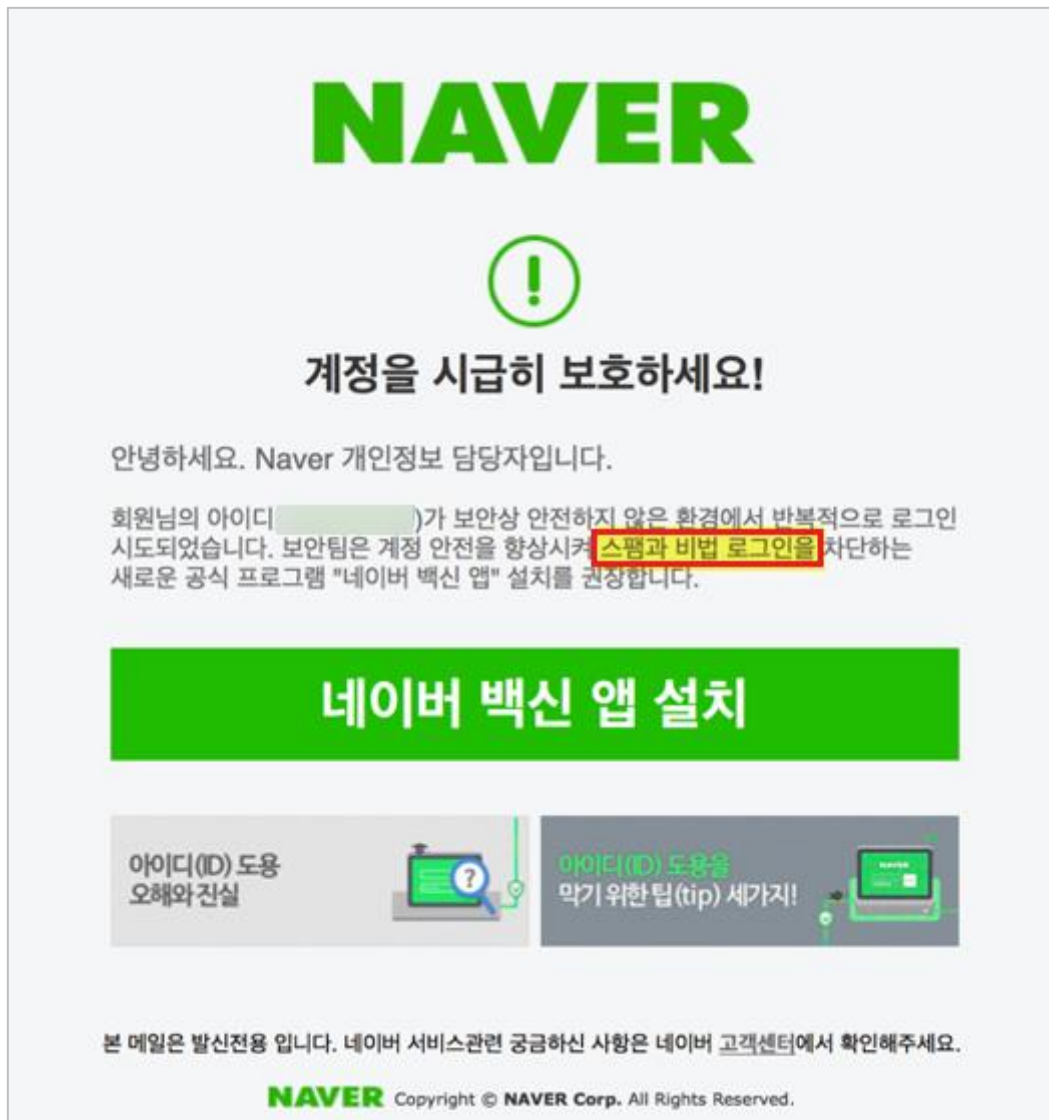 NAVER
!
계정을 시급히 보호하세요!
안녕하세요. Naver 개인정보 담당자입니다.
회원님의 아이디 )가 보안상 안전하지 않은 환경에서 반복적으로 로그인
시도되었습니다. 보안팀은 계정 안전을 향상시켜 스팸과 비법 로그인을 차단하는
새로운 공식 프로그램 "네이버 백신 앱" 설치를 권장합니다.
네이버 백신 앱 설치
아이디(ID) 도용
오해와 진실
?
아이디(ID) 도용을
막기 위한 팁(tip) 세가지!
본 메일은 발신전용 입니다. 네이버 서비스관련 궁금하신 사항은 네이버 고객센터에서 확인해주세요.
NAVER Copyright © NAVER Corp. All Rights Reserved.